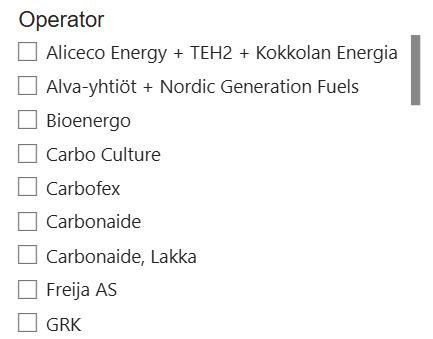 Operator
Aliceco Energy + TEH2 + Kokkolan Energia
Alva-yhtiöt + Nordic Generation Fuels
Bioenergo
Carbo Culture
Carbofex
Carbonaide
Carbonaide, Lakka
Freija AS
GRK